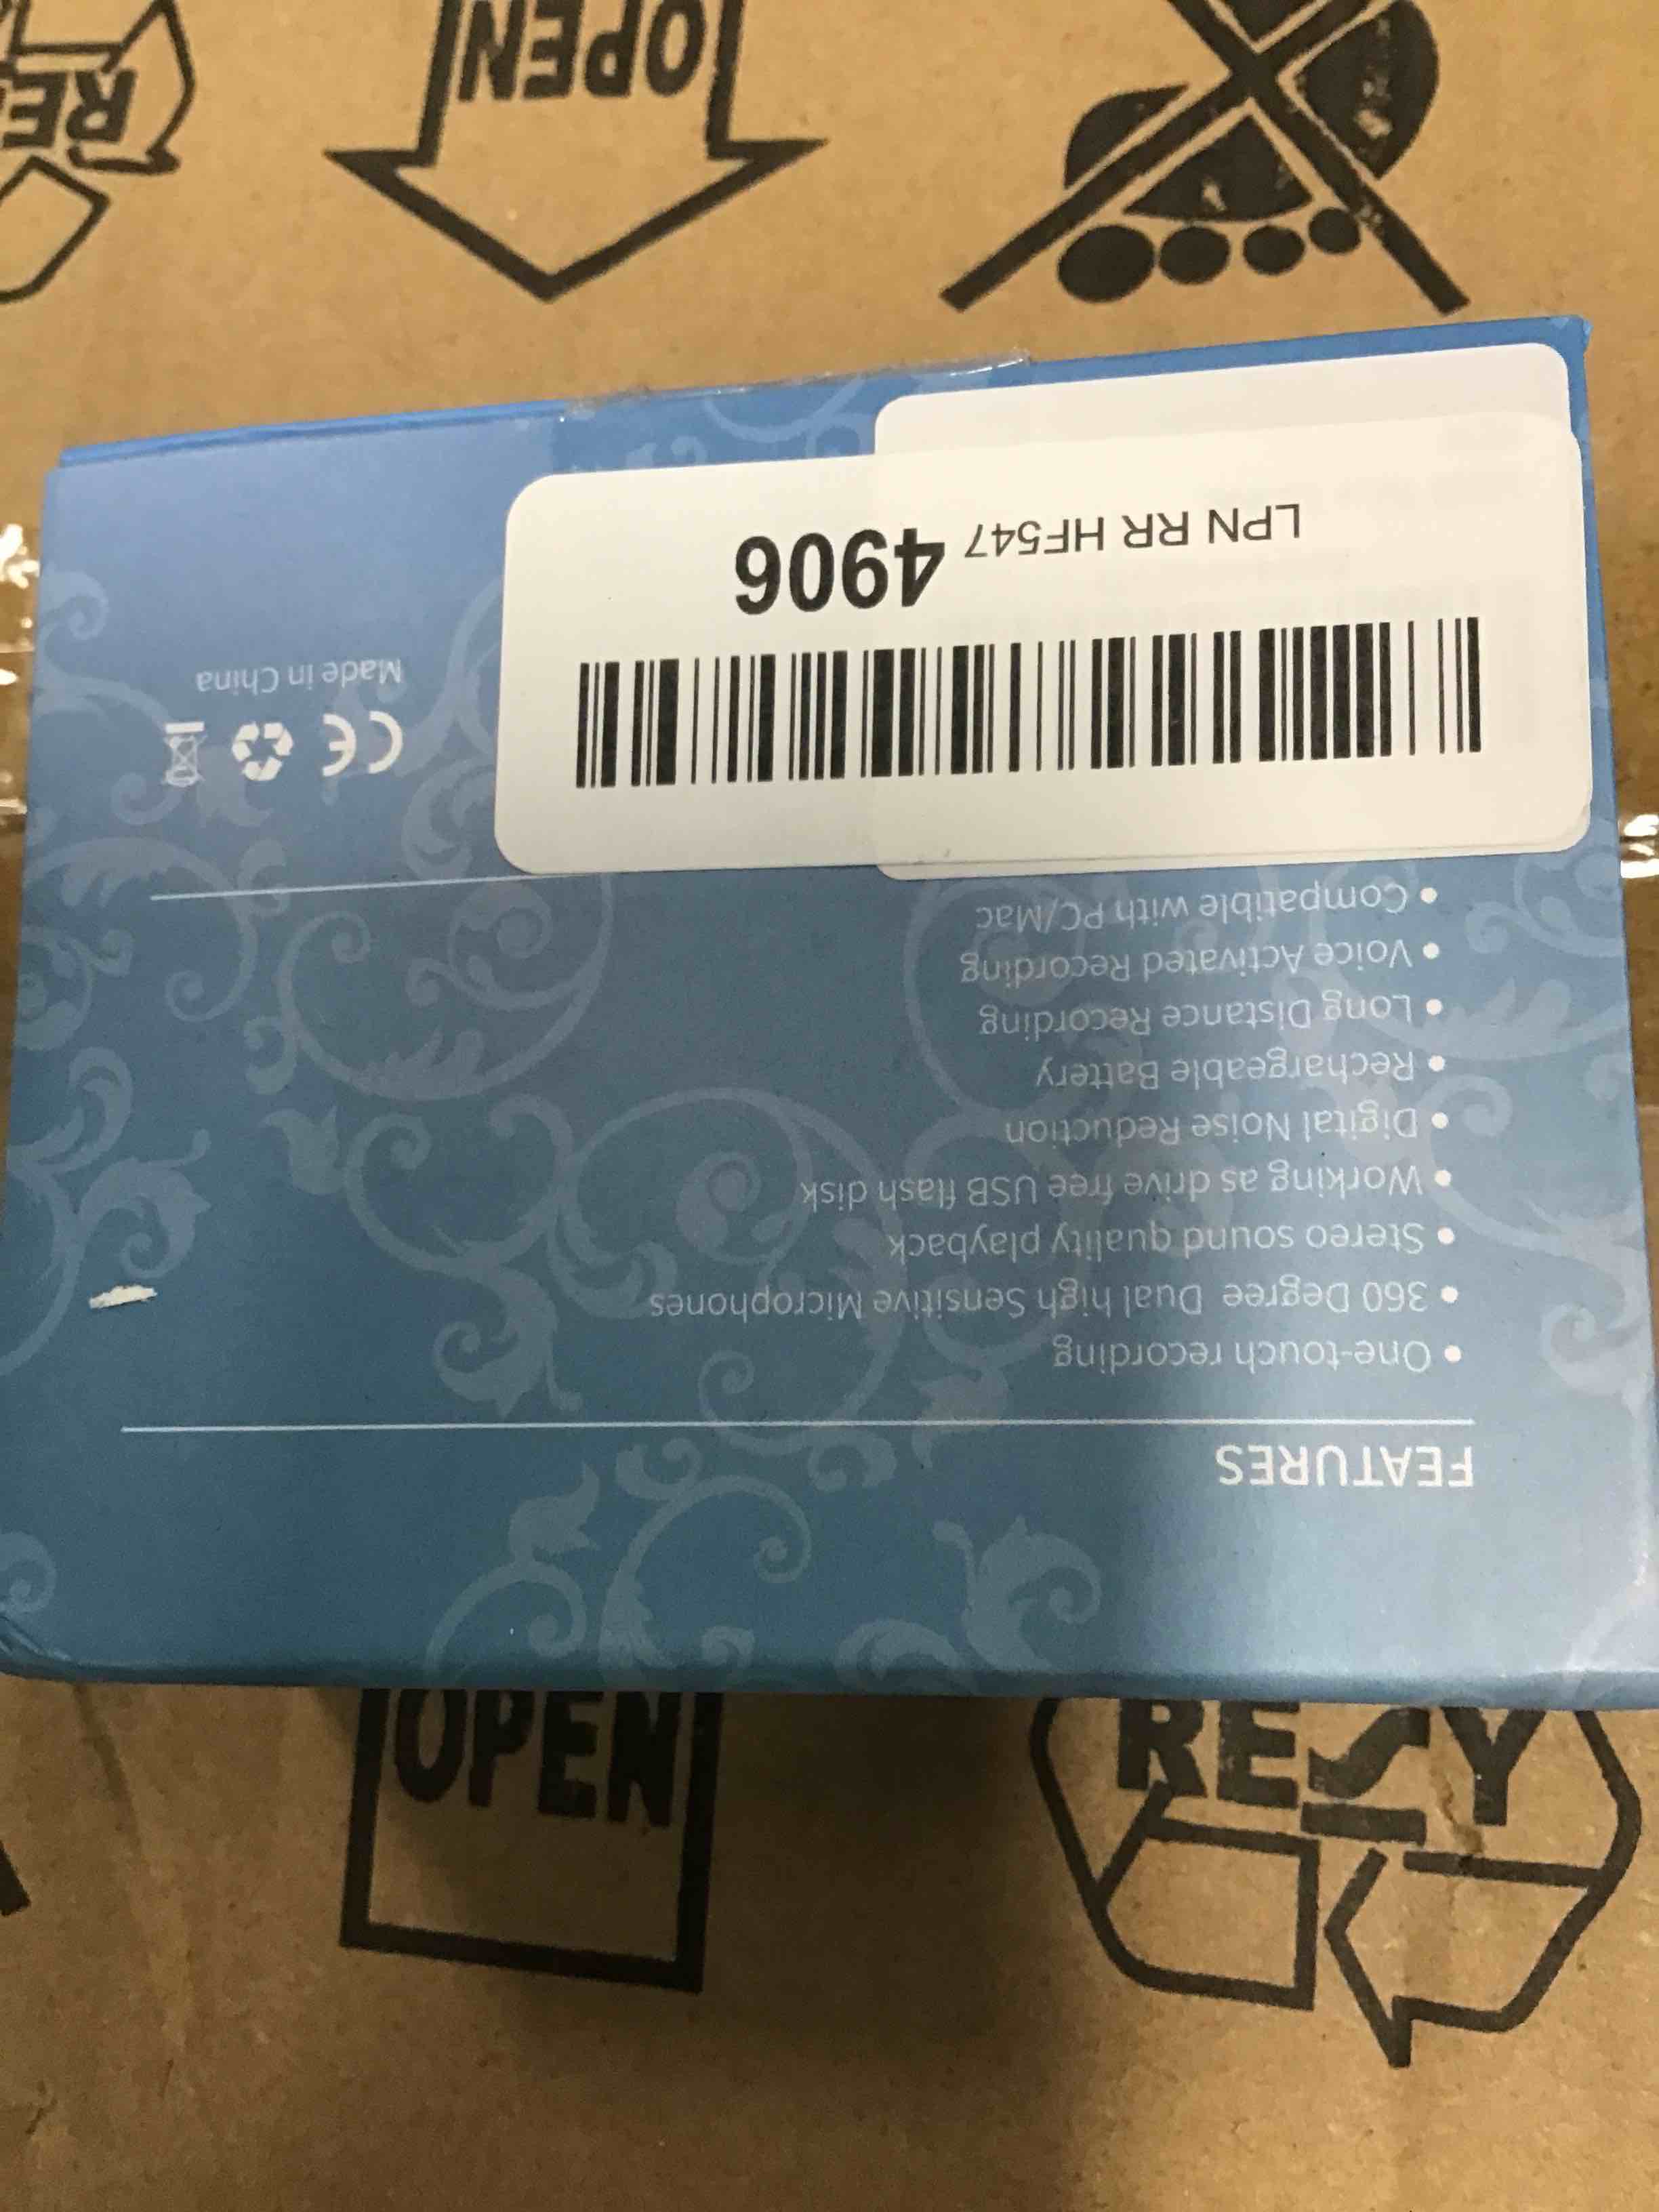 FEATURES
• One-touch recording
• 360 Degree Dual high Sensitive Microphones
• Stereo sound quality playback
• Working as drive free USB flash disk
• Digital Noise Reduction
• Rechargeable Battery
• Long Distance Recording
• Voice Activated Recording
• Compatible with PC/Mac
CE
Made in China
LPN RR HF547 4906
OPEN
OPEN
RESY